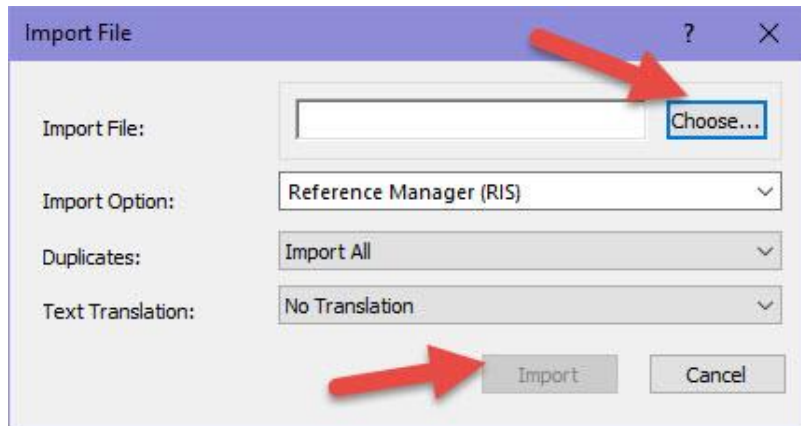 Import File ?
Import File: Choose...
Import Option: Reference Manager (RIS)
Duplicates: Import All
Text Translation: No Translation
Import Cancel